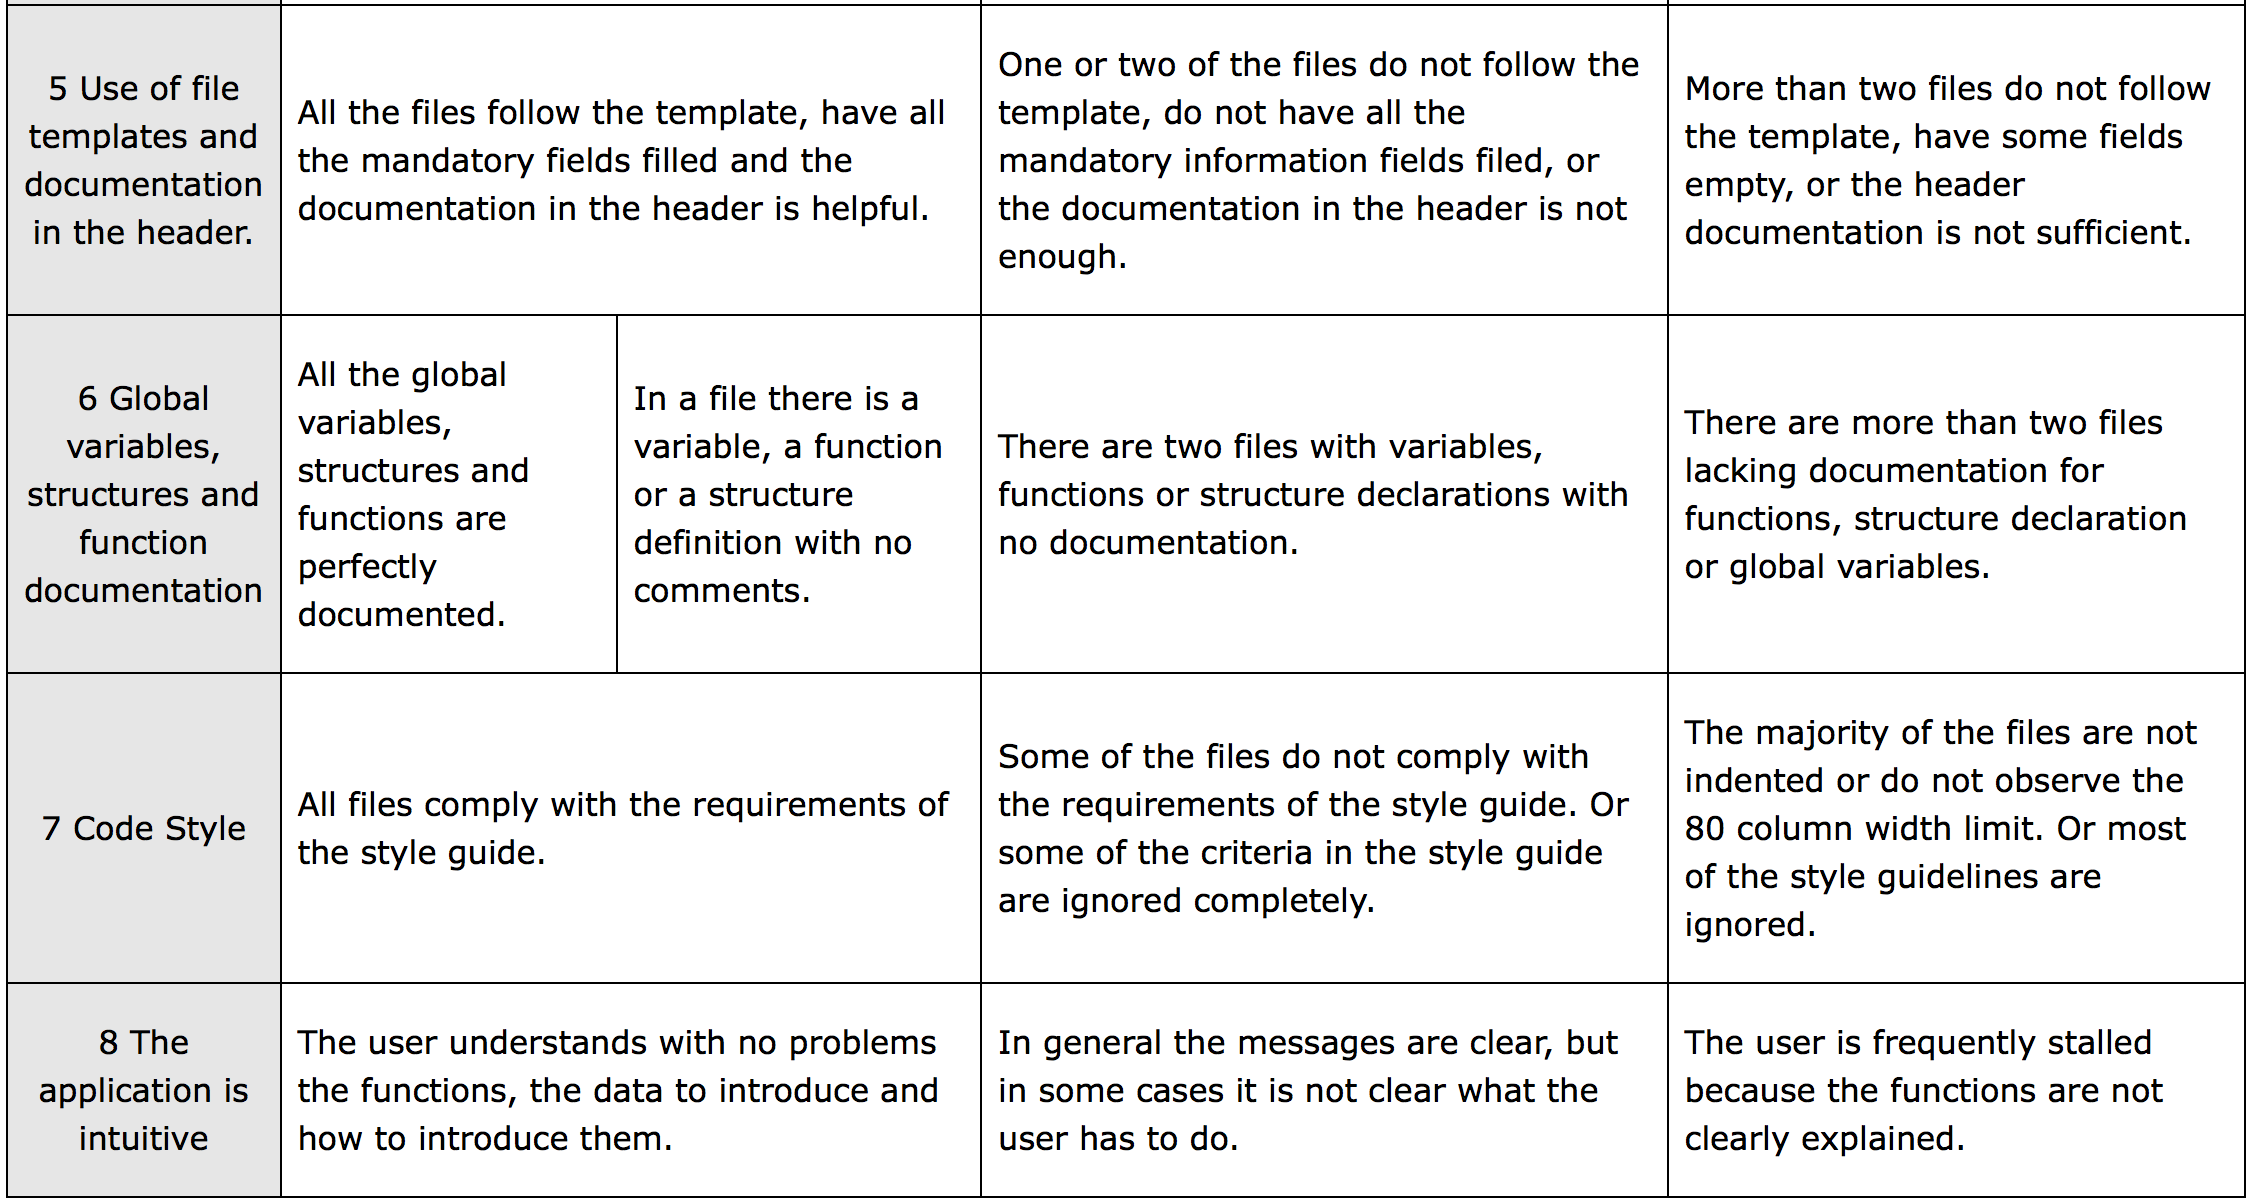 5 Use of file
templates and
documentation
in the header.
All the files follow the template, have all
the mandatory fields filled and the
documentation in the header is helpful.
One or two of the files do not follow the
template, do not have all the
mandatory information fields filed, or
the documentation in the header is not
enough.
More than two files do not follow
the template, have some fields
empty, or the header
documentation is not sufficient.
6 Global
variables,
structures and
function
documentation
All the global
variables,
structures and
functions are
perfectly
documented.
In a file there is a
variable, a function
or a structure
definition with no
comments.
There are two files with variables,
functions or structure declarations with
no documentation.
There are more than two files
lacking documentation for
functions, structure declaration
or global variables.
7 Code Style
All files comply with the requirements of
the style guide.
Some of the files do not comply with
the requirements of the style guide. Or
some of the criteria in the style guide
are ignored completely.
The majority of the files are not
indented or do not observe the
80 column width limit. Or most
of the style guidelines are
ignored.
8 The
application is
intuitive
The user understands with no problems
the functions, the data to introduce and
how to introduce them.
In general the messages are clear, but
in some cases it is not clear what the
user has to do.
The user is frequently stalled
because the functions are not
clearly explained.